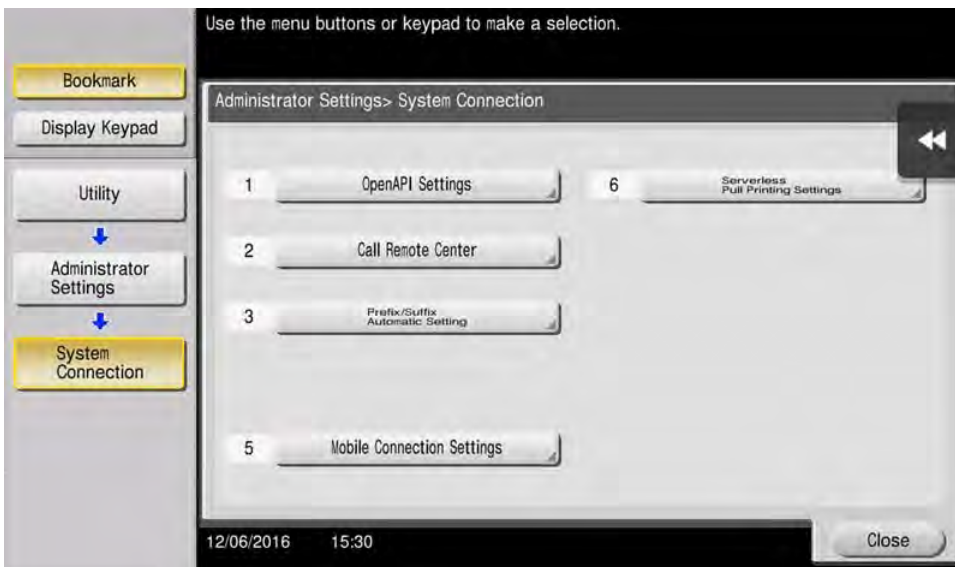 Use the menu buttons or keypad to make a selection.
Bookmark
Display Keypad
Utility
Administrator
Settings
System
Connection
Administrator Settings> System Connection
1 OpenAPI Settings
2 Call Remote Center
3 Prefix/Suffix
Automatic Setting
5 Mobile Connection Settings
6 Serverless
Pull Printing Settings
12/06/2016 15:30
Close